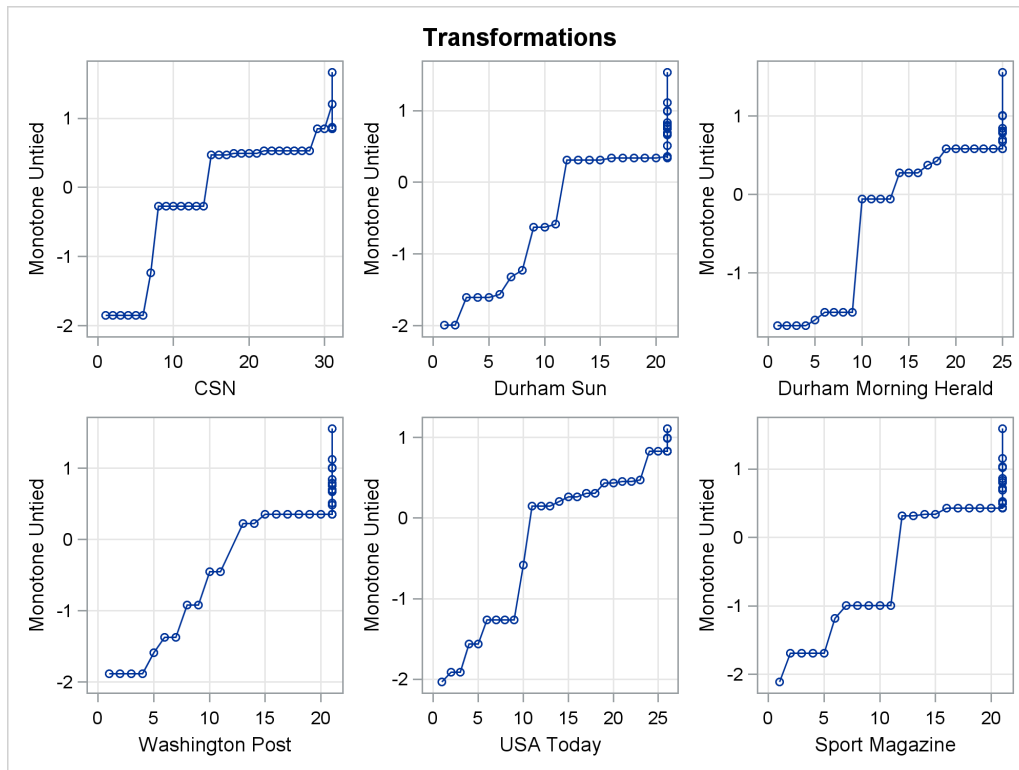 Transformations
Monotone Untied
1
0
-1
-2
0 10 20 30
CSN
Monotone Untied
1
0
-1
-2
0 5 10 15 20
Durham Sun
Monotone Untied
1
0
-1
0 5 10 15 20 25
Durham Morning Herald
Monotone Untied
1
0
-1
-2
0 5 10 15 20
Washington Post
Monotone Untied
1
0
-1
-2
0 5 10 15 20 25
USA Today
Monotone Untied
1
0
-1
-2
0 5 10 15 20
Sport Magazine